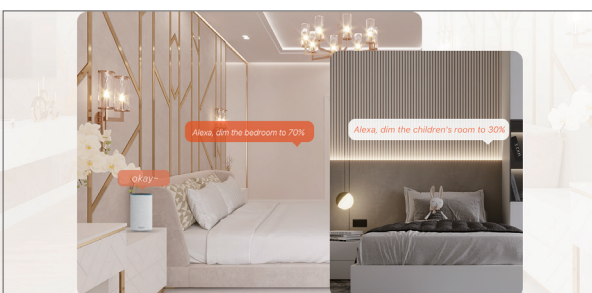 Alexa, dim the bedroom to 70%
Alexa, dim the children's room to 30%
okay~